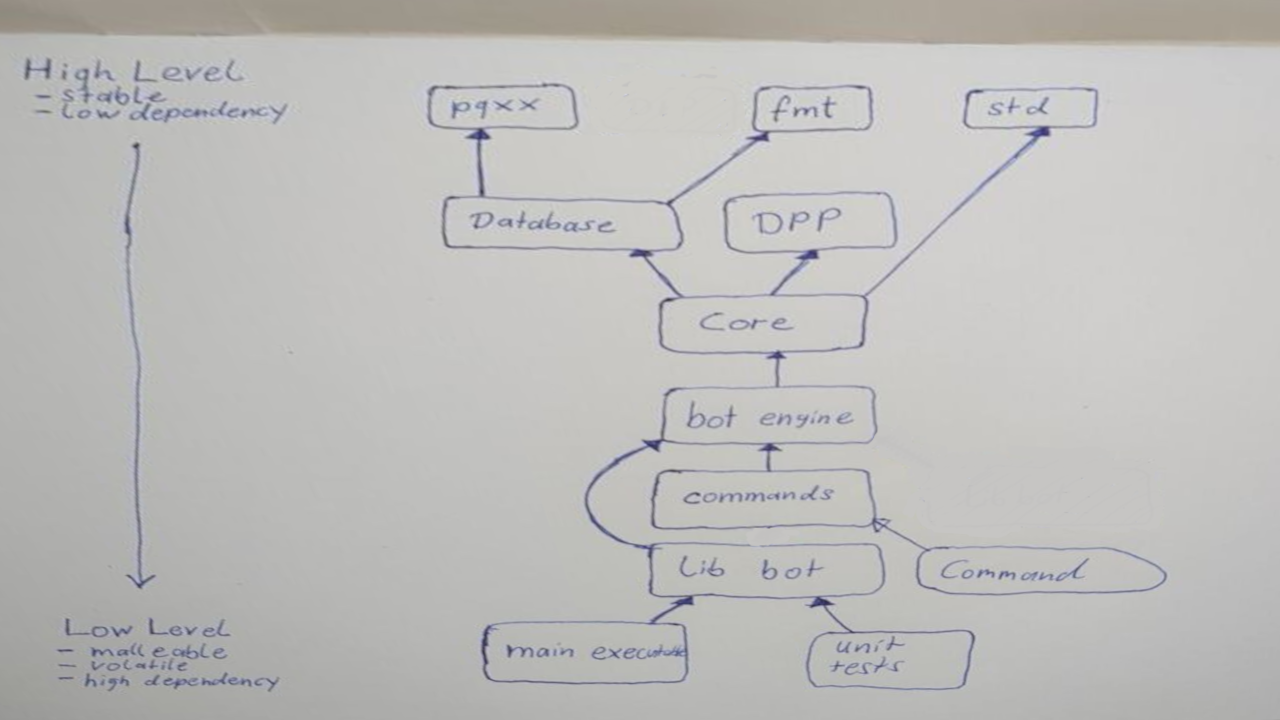 High Level
- stable
- low dependency
pqxx
fmt
std
Database
DPP
Core
bot engine
commands
Lib bot
Command
main executable
unit
tests
Low Level
- malleable
- volatile
- high dependency